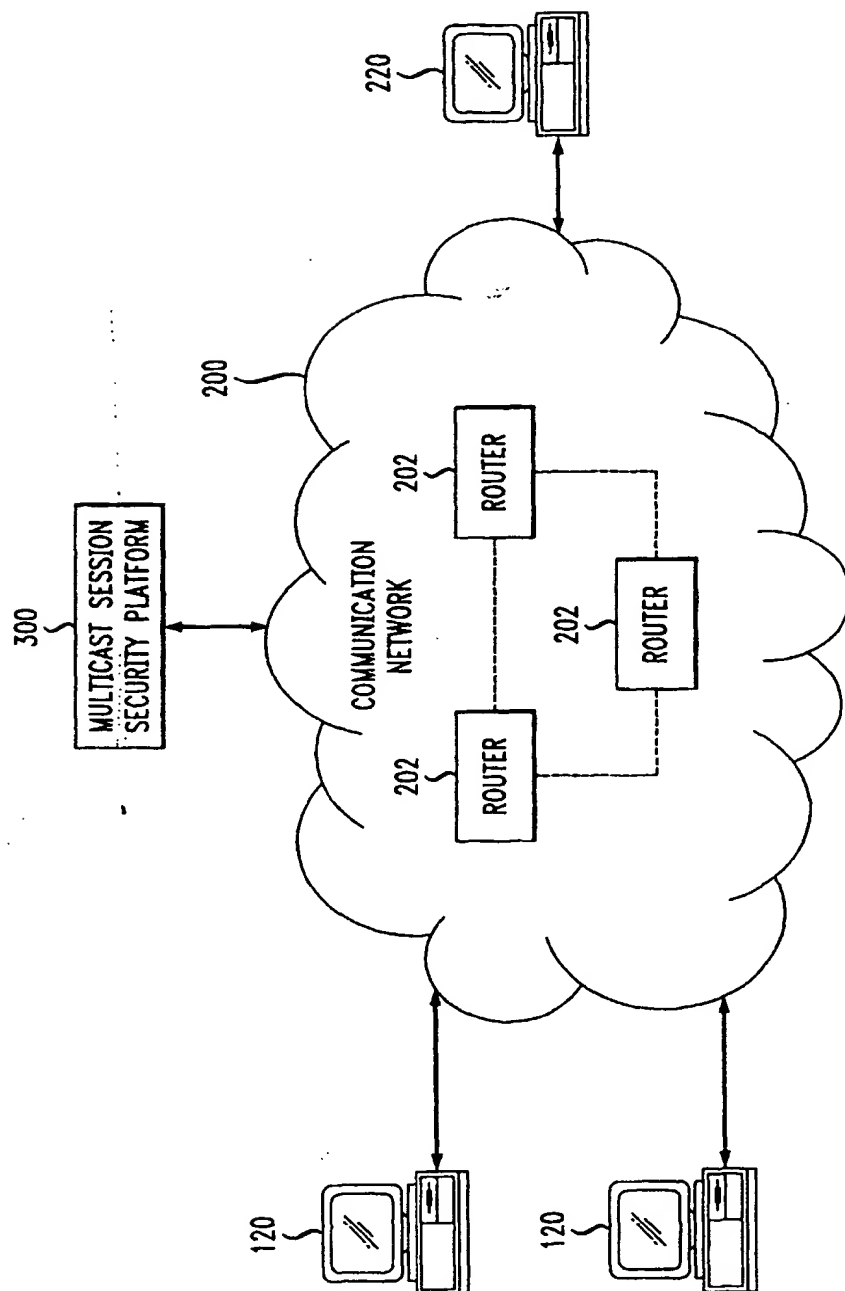 300
MULTICAST SESSION
SECURITY PLATFORM
200
220
COMMUNICATION
NETWORK
202
ROUTER
202
ROUTER
202
ROUTER
120
120